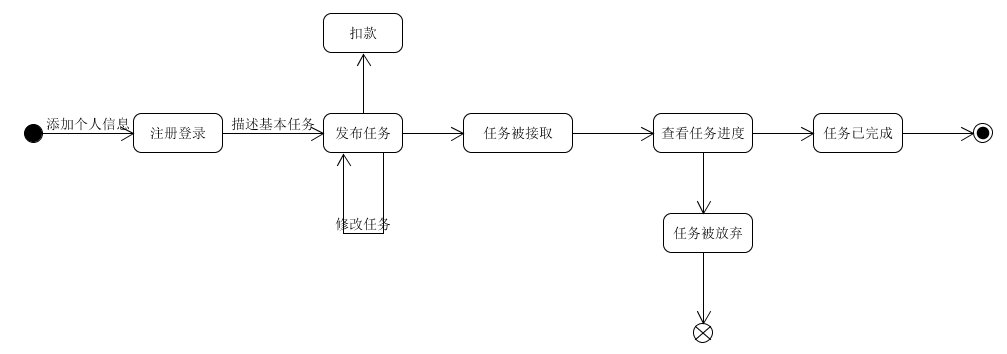 扣款
添加个人信息
注册登录
描述基本任务
发布任务
任务被接取
查看任务进度
任务已完成
修改任务
任务被放弃